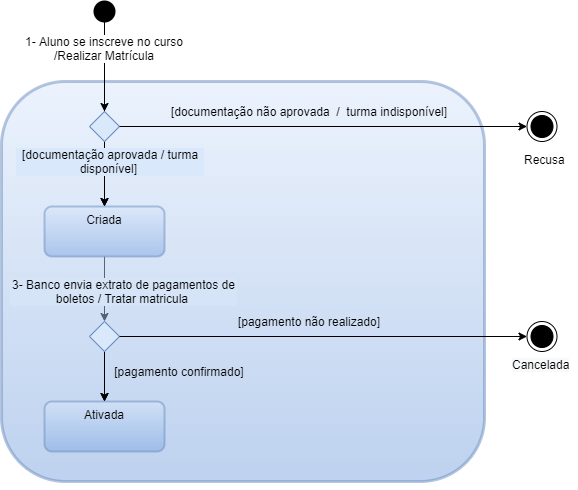 1- Aluno se inscreve no curso
/Realizar Matrícula
[documentação não aprovada / turma indisponível]
Recusa
[documentação aprovada / turma
disponível]
Criada
3- Banco envia extrato de pagamentos de
boletos / Tratar matricula
[pagamento não realizado]
Cancelada
[pagamento confirmado]
Ativada